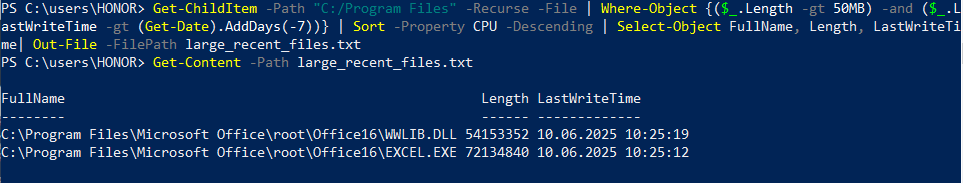 PS C:\users\HONOR> Get-ChildItem -Path "C:/Program Files" -Recurse -File | Where-Object {($_.Length -gt 50MB) -and ($_.L
astWriteTime -gt (Get-Date).AddDays(-7))} | Sort -Property CPU -Descending | Select-Object FullName, Length, LastWriteTi
me| Out-File -FilePath large_recent_files.txt
PS C:\users\HONOR> Get-Content -Path large_recent_files.txt
FullName Length LastWriteTime
-------- ------ -------------
C:\Program Files\Microsoft Office\root\Office16\WWLIB.DLL 54153352 10.06.2025 10:25:19
C:\Program Files\Microsoft Office\root\Office16\EXCEL.EXE 72134840 10.06.2025 10:25:12